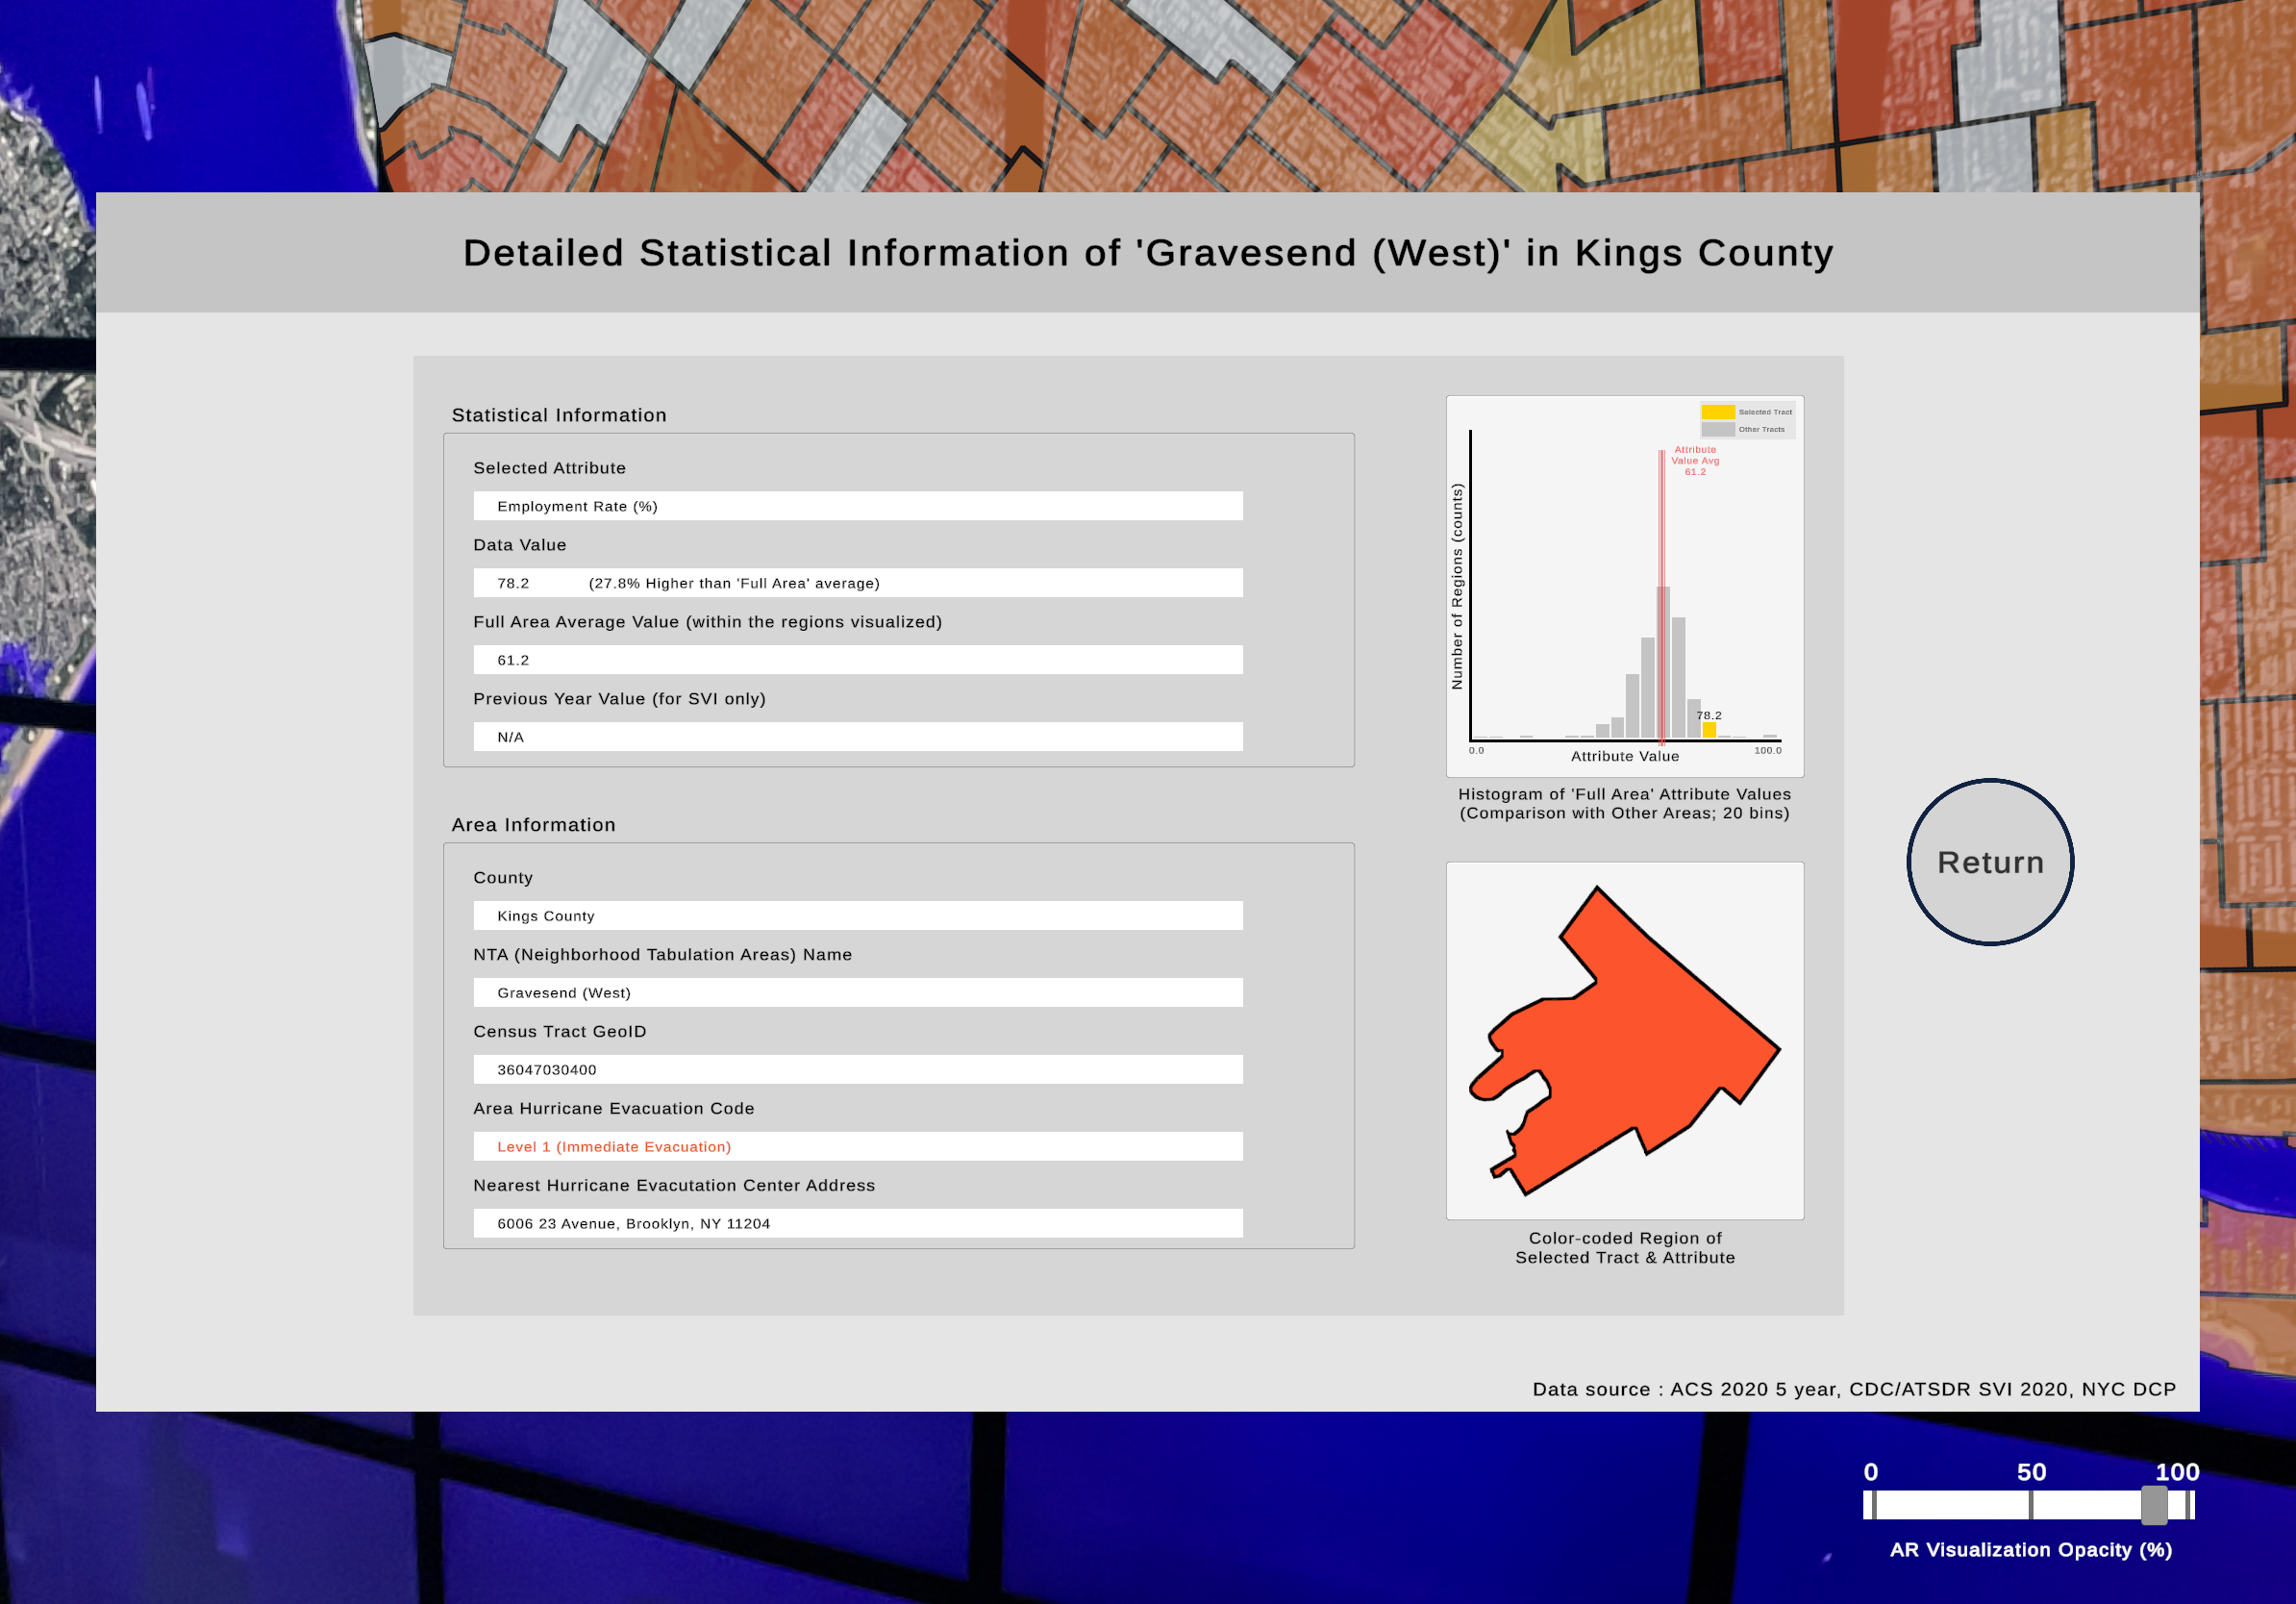 Detailed Statistical Information of 'Gravesend (West)' in Kings County
Statistical Information
Selected Attribute
Employment Rate (%)
Data Value
78.2 (27.8% Higher than 'Full Area' average)
Full Area Average Value (within the regions visualized)
61.2
Previous Year Value (for SVI only)
N/A
Area Information
County
Kings County
NTA (Neighborhood Tabulation Areas) Name
Gravesend (West)
Census Tract GeoID
36047030400
Area Hurricane Evacuation Code
Level 1 (Immediate Evacuation)
Nearest Hurricane Evacutation Center Address
6006 23 Avenue, Brooklyn, NY 11204
Selected Tract
Other Tracts
Attribute
Value Avg
61.2
Number of Regions (counts)
78.2
0.0
100.0
Attribute Value
Histogram of 'Full Area' Attribute Values
(Comparison with Other Areas; 20 bins)
Color-coded Region of
Selected Tract & Attribute
Return
Data source : ACS 2020 5 year, CDC/ATSDR SVI 2020, NYC DCP
0 50 100
AR Visualization Opacity (%)